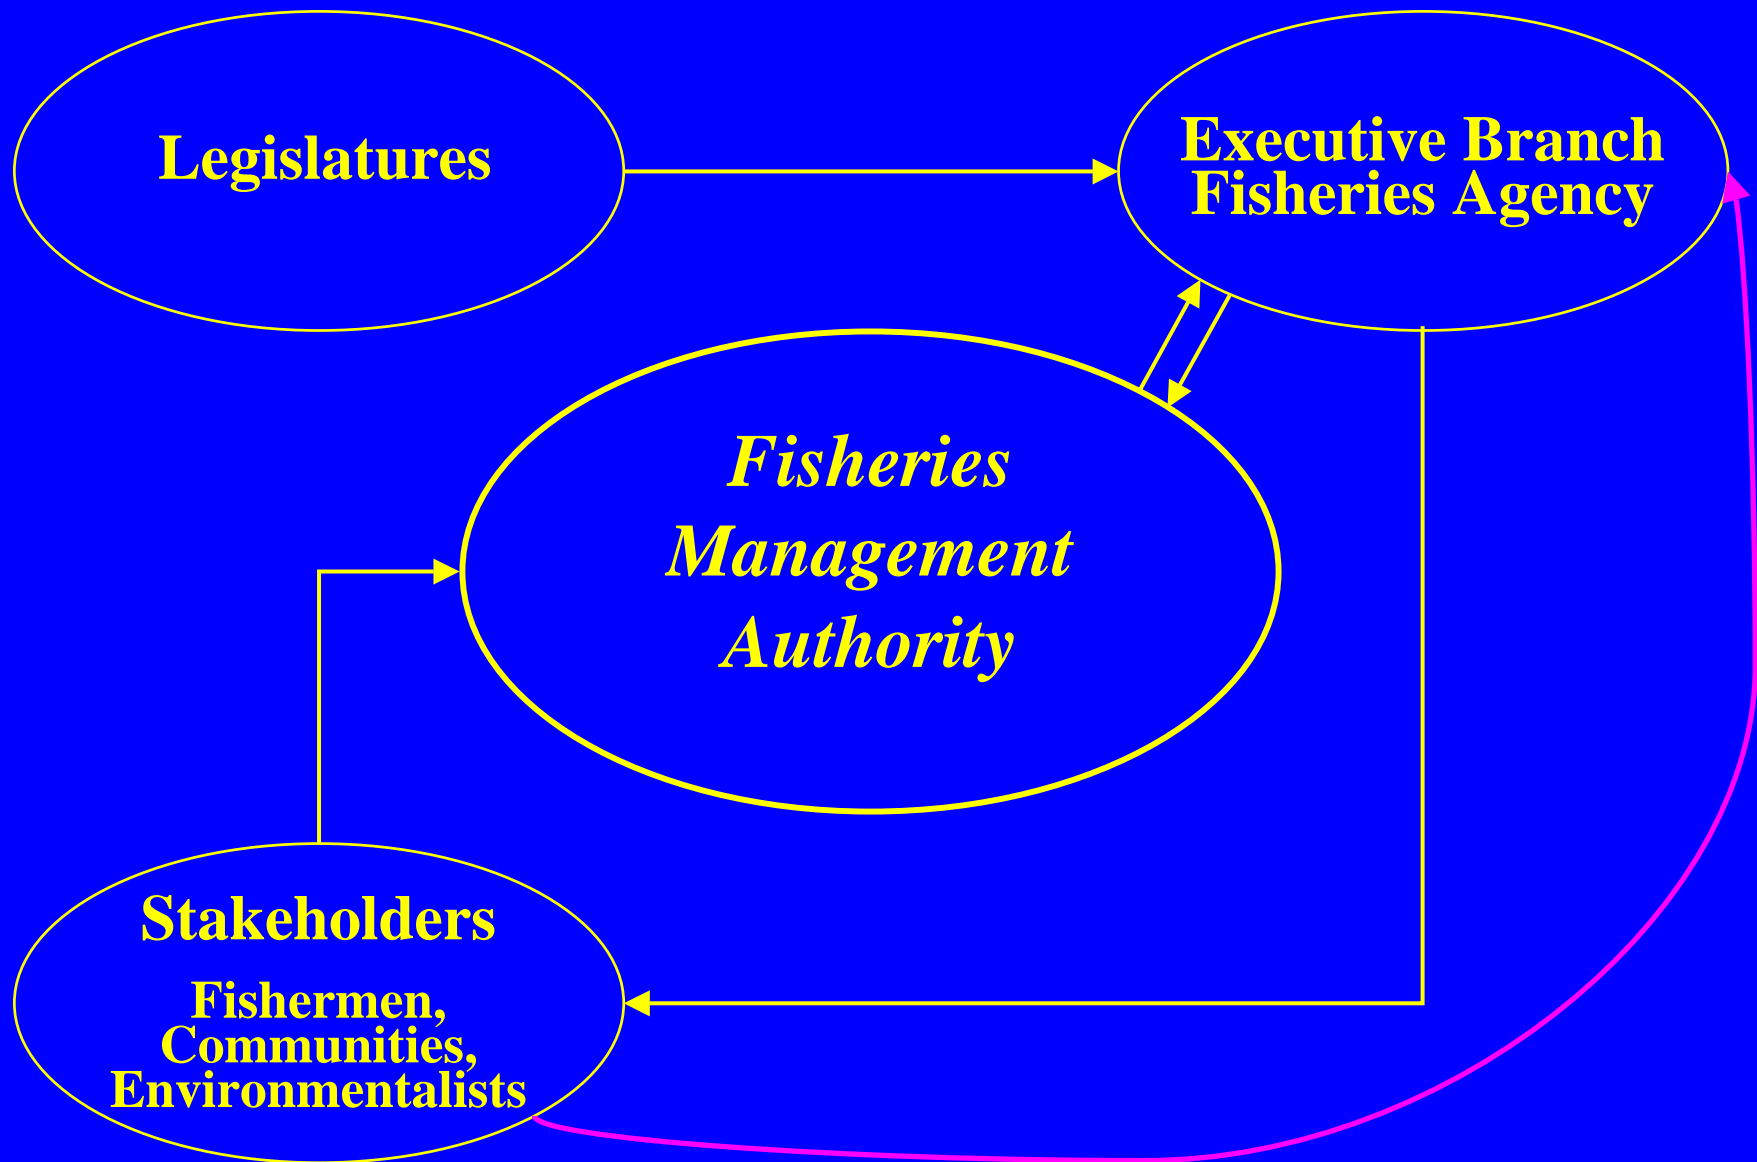 Legislatures
Executive Branch
Fisheries Agency
Fisheries
Management
Authority
Stakeholders
Fishermen,
Communities,
Environmentalists